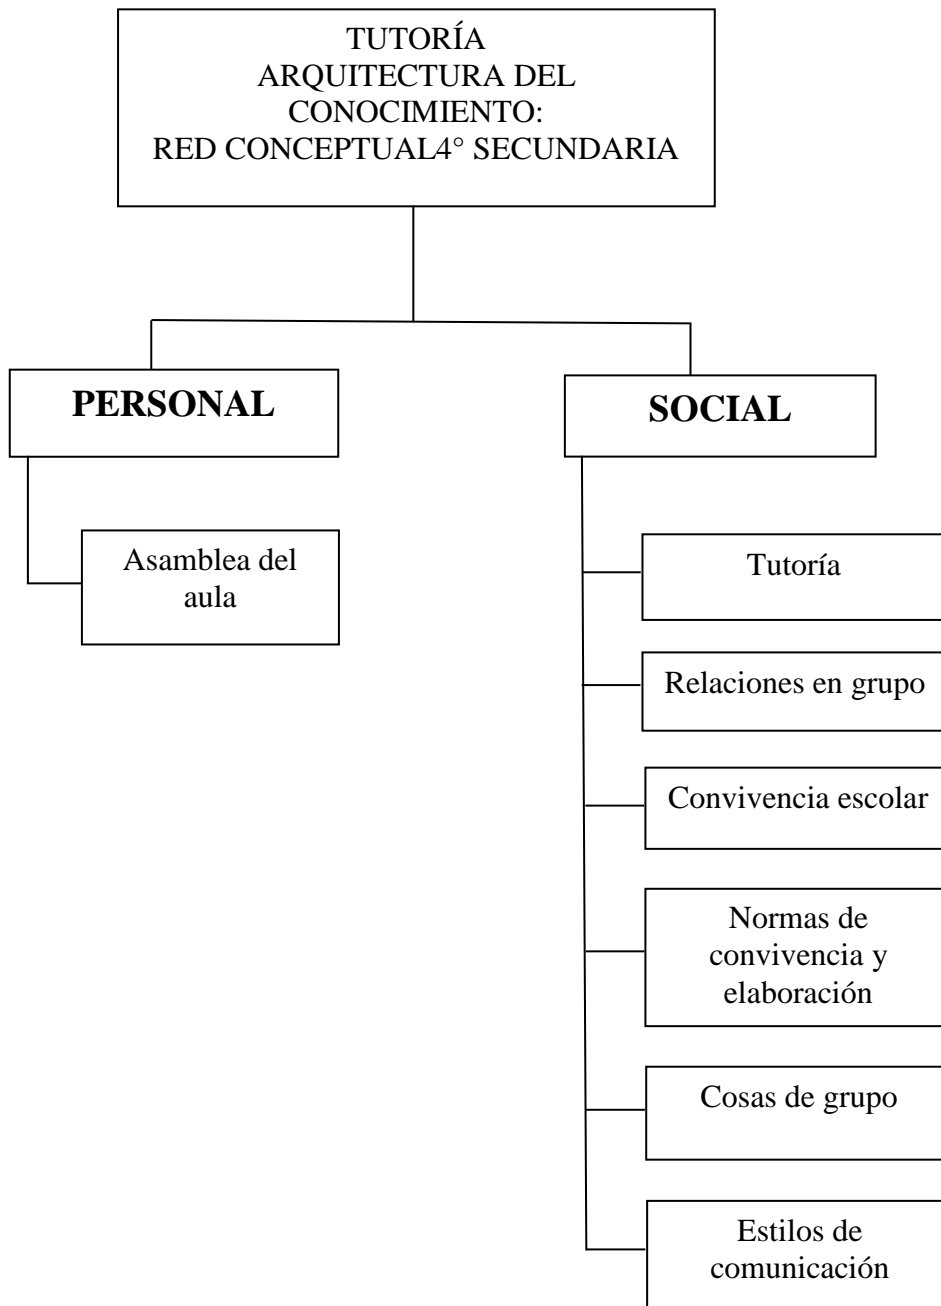 TUTORÍA
ARQUITECTURA DEL
CONOCIMIENTO:
RED CONCEPTUAL4° SECUNDARIA
PERSONAL
SOCIAL
Asamblea del
aula
Tutoría
Relaciones en grupo
Convivencia escolar
Normas de
convivencia y
elaboración
Cosas de grupo
Estilos de
comunicación